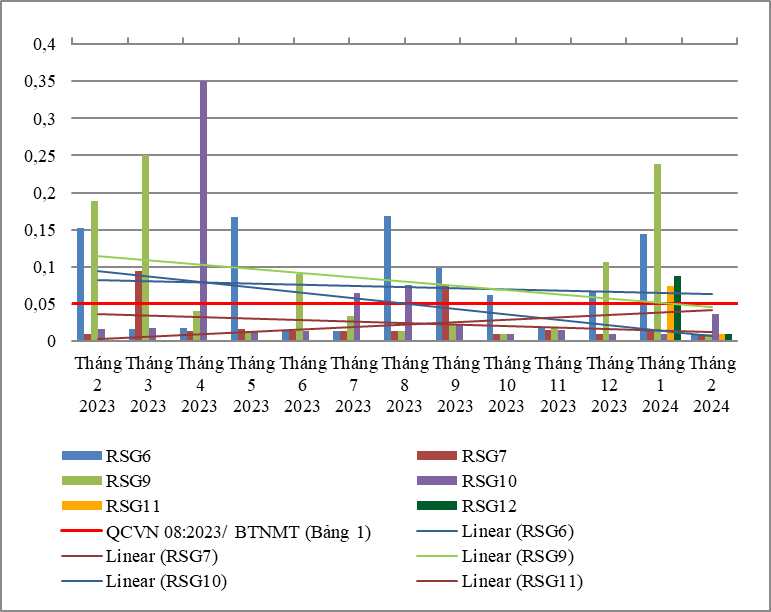 0,4
0,35
0,3
0,25
0,2
0,15
0,1
0,05
0
Tháng Tháng Tháng Tháng Tháng Tháng Tháng Tháng Tháng Tháng Tháng Tháng Tháng
2 3 4 5 6 7 8 9 10 11 12 1 2
2023 2023 2023 2023 2023 2023 2023 2023 2023 2023 2023 2024 2024
RSG6 RSG7
RSG9 RSG10
RSG11 RSG12
QCVN 08:2023/ BTNMT (Bảng 1) Linear (RSG6)
Linear (RSG7) Linear (RSG9)
Linear (RSG10) Linear (RSG11)